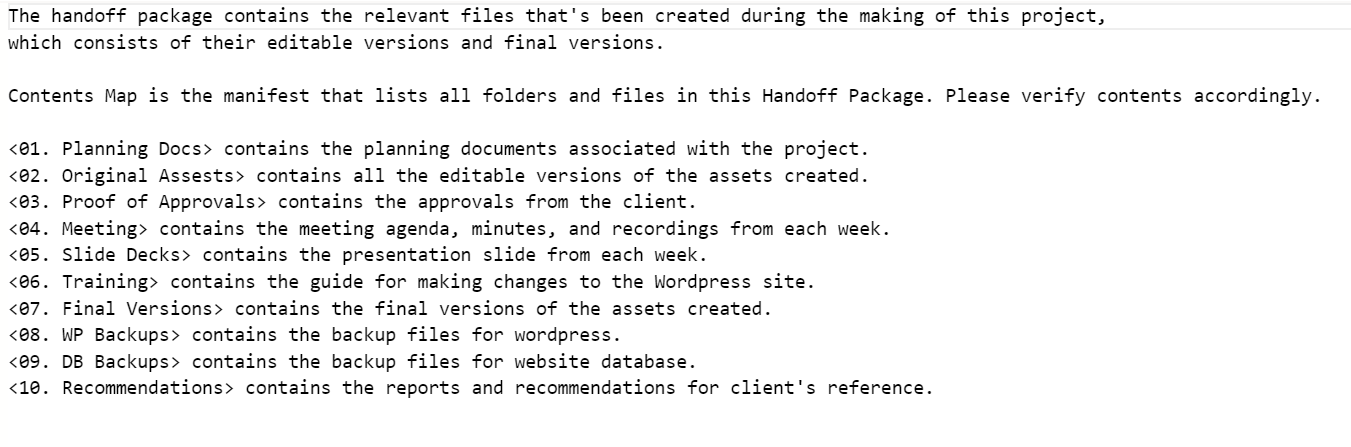 The handoff package contains the relevant files that's been created during the making of this project,
which consists of their editable versions and final versions.
Contents Map is the manifest that lists all folders and files in this Handoff Package. Please verify contents accordingly.
<01. Planning Docs> contains the planning documents associated with the project.
<02. Original Assests> contains all the editable versions of the assets created.
<03. Proof of Approvals> contains the approvals from the client.
<04. Meeting> contains the meeting agenda, minutes, and recordings from each week.
<05. Slide Decks> contains the presentation slide from each week.
<06. Training> contains the guide for making changes to the Wordpress site.
<07. Final Versions> contains the final versions of the assets created.
<08. WP Backups> contains the backup files for wordpress.
<09. DB Backups> contains the backup files for website database.
<10. Recommendations> contains the reports and recommendations for client's reference.